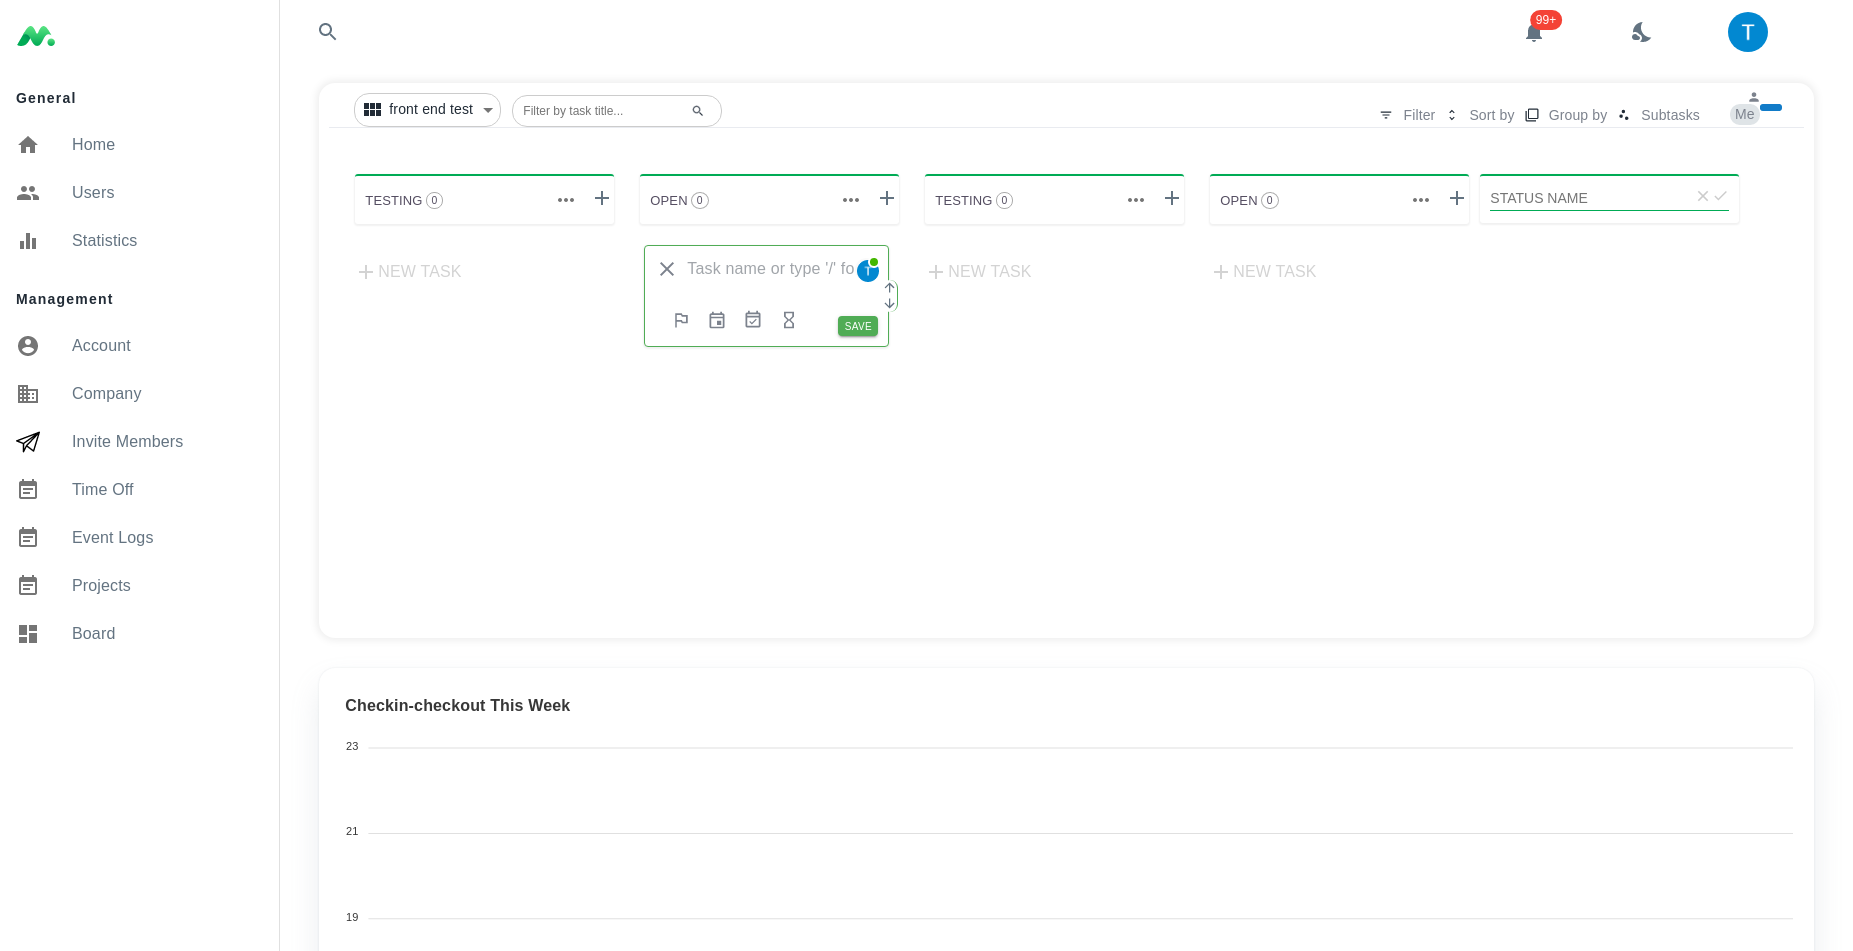 99+
T
General
Home
Users
Statistics
Management
Account
Company
Invite Members
Time Off
Event Logs
Projects
Board
front end test
Filter by task title...
Filter
Sort by
Group by
Subtasks
Me
TESTING 0
OPEN 0
TESTING 0
OPEN 0
STATUS NAME
NEW TASK
Task name or type '/' fo
T
SAVE
NEW TASK
NEW TASK
Checkin-checkout This Week
23
21
19